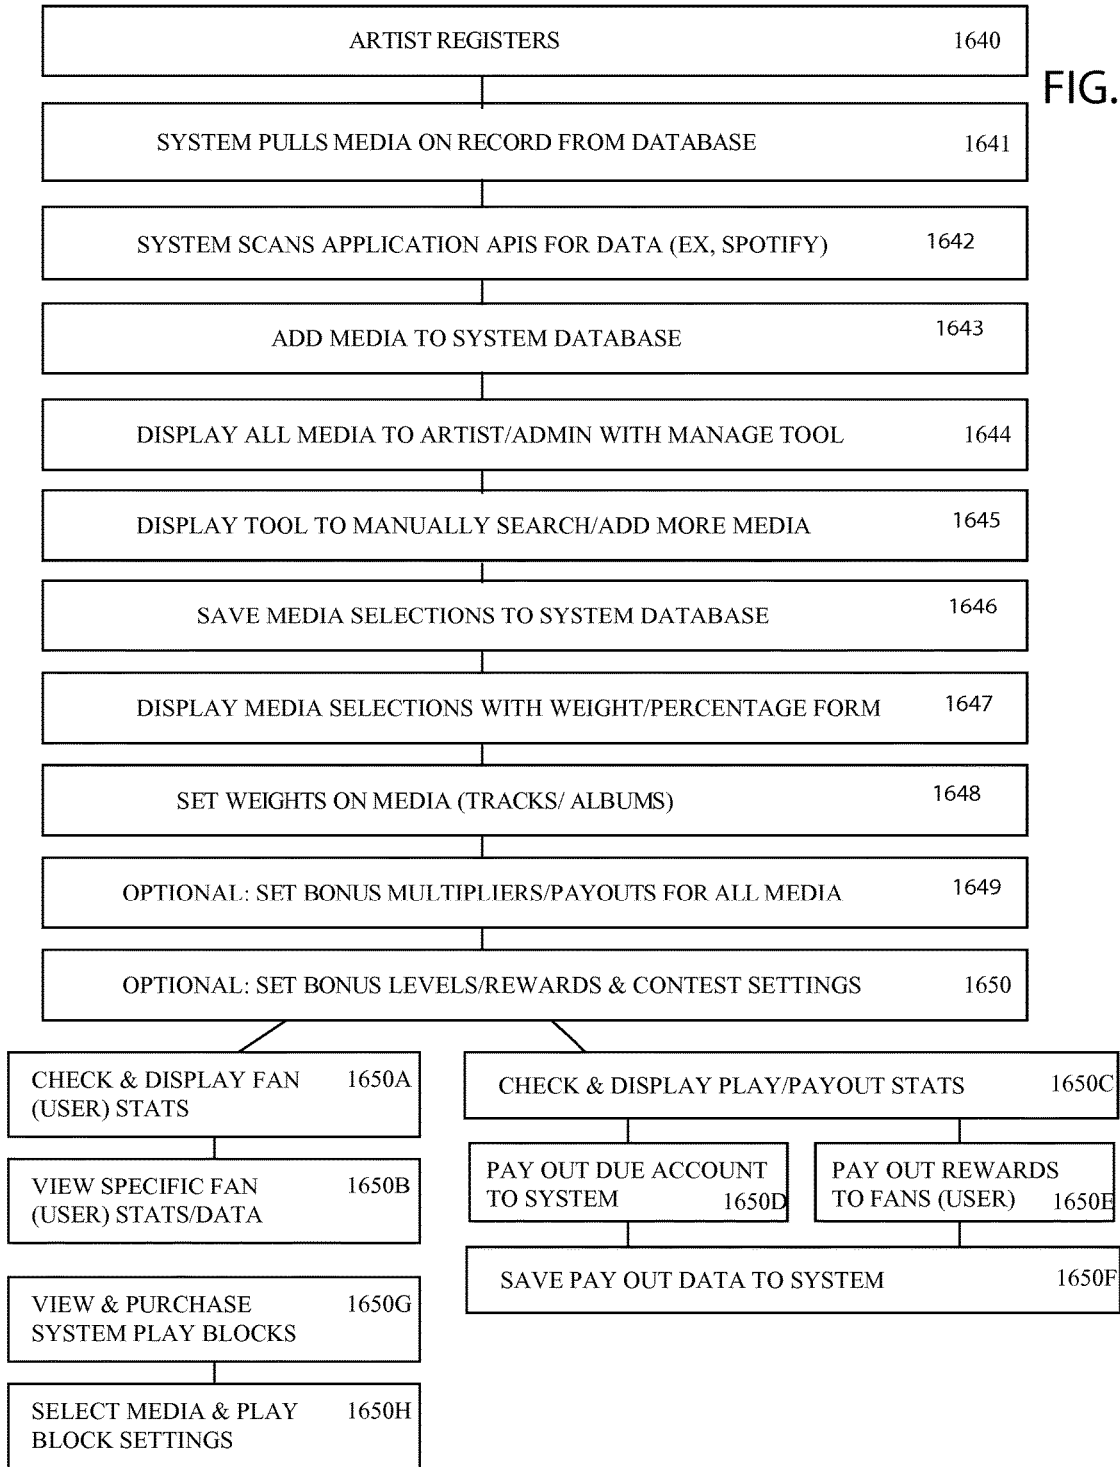 ARTIST REGISTERS 1640
FIG.
SYSTEM PULLS MEDIA ON RECORD FROM DATABASE 1641
SYSTEM SCANS APPLICATION APIS FOR DATA (EX, SPOTIFY) 1642
ADD MEDIA TO SYSTEM DATABASE 1643
DISPLAY ALL MEDIA TO ARTIST/ADMIN WITH MANAGE TOOL 1644
DISPLAY TOOL TO MANUALLY SEARCH/ADD MORE MEDIA 1645
SAVE MEDIA SELECTIONS TO SYSTEM DATABASE 1646
DISPLAY MEDIA SELECTIONS WITH WEIGHT/PERCENTAGE FORM 1647
SET WEIGHTS ON MEDIA (TRACKS/ ALBUMS) 1648
OPTIONAL: SET BONUS MULTIPLIERS/PAYOUTS FOR ALL MEDIA 1649
OPTIONAL: SET BONUS LEVELS/REWARDS & CONTEST SETTINGS 1650
CHECK & DISPLAY FAN 1650A
(USER) STATS
VIEW SPECIFIC FAN 1650B
(USER) STATS/DATA
CHECK & DISPLAY PLAY/PAYOUT STATS 1650C
PAY OUT DUE ACCOUNT
TO SYSTEM 1650D
PAY OUT REWARDS
TO FANS (USER) 1650E
SAVE PAY OUT DATA TO SYSTEM 1650F
VIEW & PURCHASE 1650G
SYSTEM PLAY BLOCKS
SELECT MEDIA & PLAY 1650H
BLOCK SETTINGS